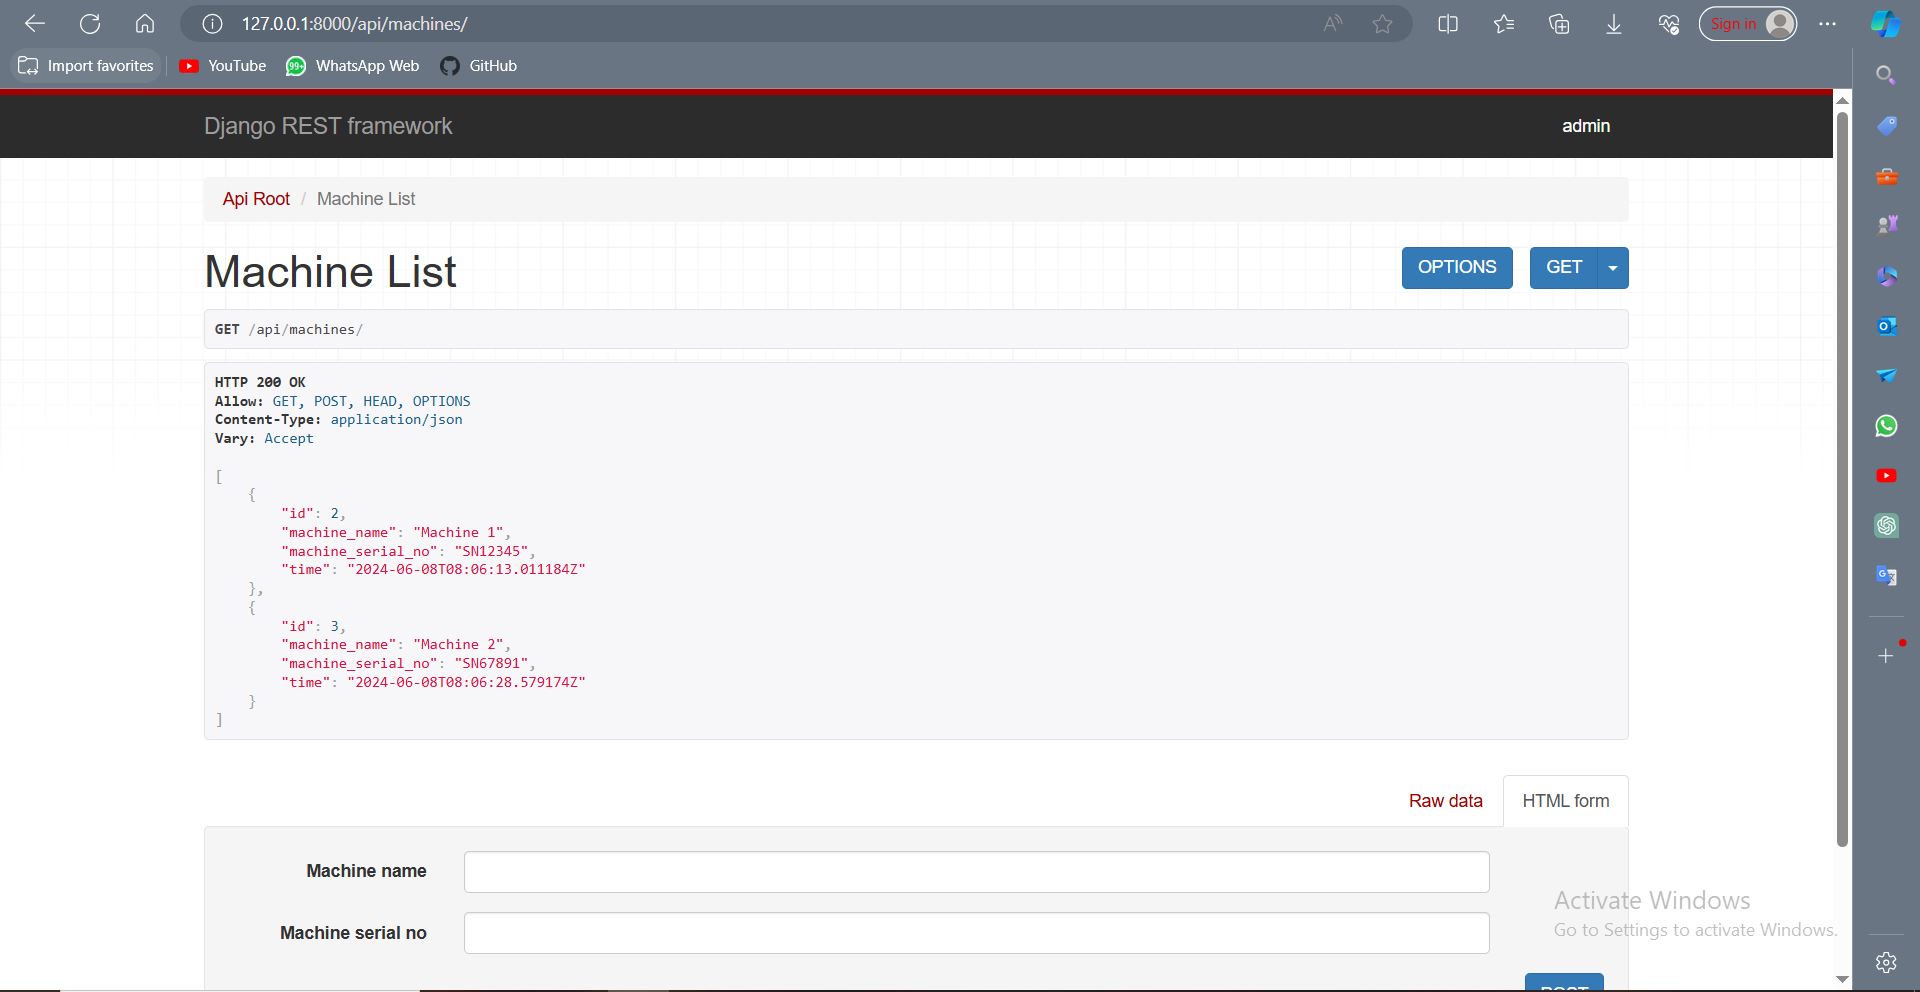 127.0.0.1:8000/api/machines/
Sign in
Import favorites
YouTube
99+
WhatsApp Web
GitHub
Django REST framework
admin
Api Root / Machine List
Machine List
OPTIONS
GET
GET /api/machines/
HTTP 200 OK
Allow: GET, POST, HEAD, OPTIONS
Content-Type: application/json
Vary: Accept
[
    {
        "id": 2,
        "machine_name": "Machine 1",
        "machine_serial_no": "SN12345",
        "time": "2024-06-08T08:06:13.011184Z"
    },
    {
        "id": 3,
        "machine_name": "Machine 2",
        "machine_serial_no": "SN67891",
        "time": "2024-06-08T08:06:28.579174Z"
    }
]
Raw data
HTML form
Machine name
Machine serial no
POST
Activate Windows
Go to Settings to activate Windows.